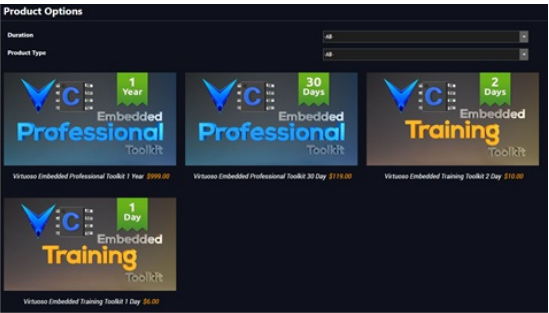 Product Options
Duration
All
Product Type
All
VC
1
Year
Embedded
Professional
Toolkit
VC
30
Days
Embedded
Professional
Toolkit
VC
2
Days
Embedded
Training
Toolkit
Virtuoso Embedded Professional Toolkit 1 Year $999.00
Virtuoso Embedded Professional Toolkit 30 Day $119.00
Virtuoso Embedded Training Toolkit 2 Day $10.00
VC
1
Day
Embedded
Training
Toolkit
Virtuoso Embedded Training Toolkit 1 Day $6.00